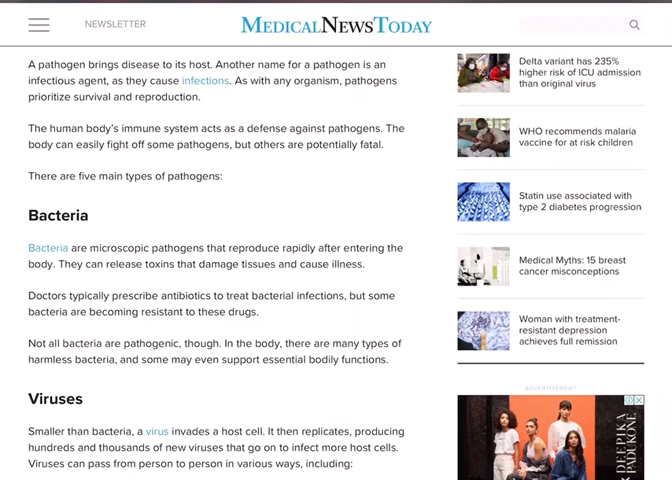 NEWSLETTER
MEDICALNEWSTODAY
A pathogen brings disease to its host. Another name for a pathogen is an
infectious agent, as they cause infections. As with any organism, pathogens
prioritize survival and reproduction.
The human body's immune system acts as a defense against pathogens. The
body can easily fight off some pathogens, but others are potentially fatal.
There are five main types of pathogens:
Bacteria
Bacteria are microscopic pathogens that reproduce rapidly after entering the
body. They can release toxins that damage tissues and cause illness.
Doctors typically prescribe antibiotics to treat bacterial infections, but some
bacteria are becoming resistant to these drugs.
Not all bacteria are pathogenic, though. In the body, there are many types of
harmless bacteria, and some may even support essential bodily functions.
Viruses
Smaller than bacteria, a virus invades a host cell. It then replicates, producing
hundreds and thousands of new viruses that go on to infect more host cells.
Viruses can pass from person to person in various ways, including:
Delta variant has 235%
higher risk of ICU admission
than original virus
WHO recommends malaria
vaccine for at risk children
Statin use associated with
type 2 diabetes progression
Medical Myths: 15 breast
cancer misconceptions
Woman with treatment-
resistant depression
achieves full remission
ADVERTISEMENT
DEEPIKA
PADUKONE